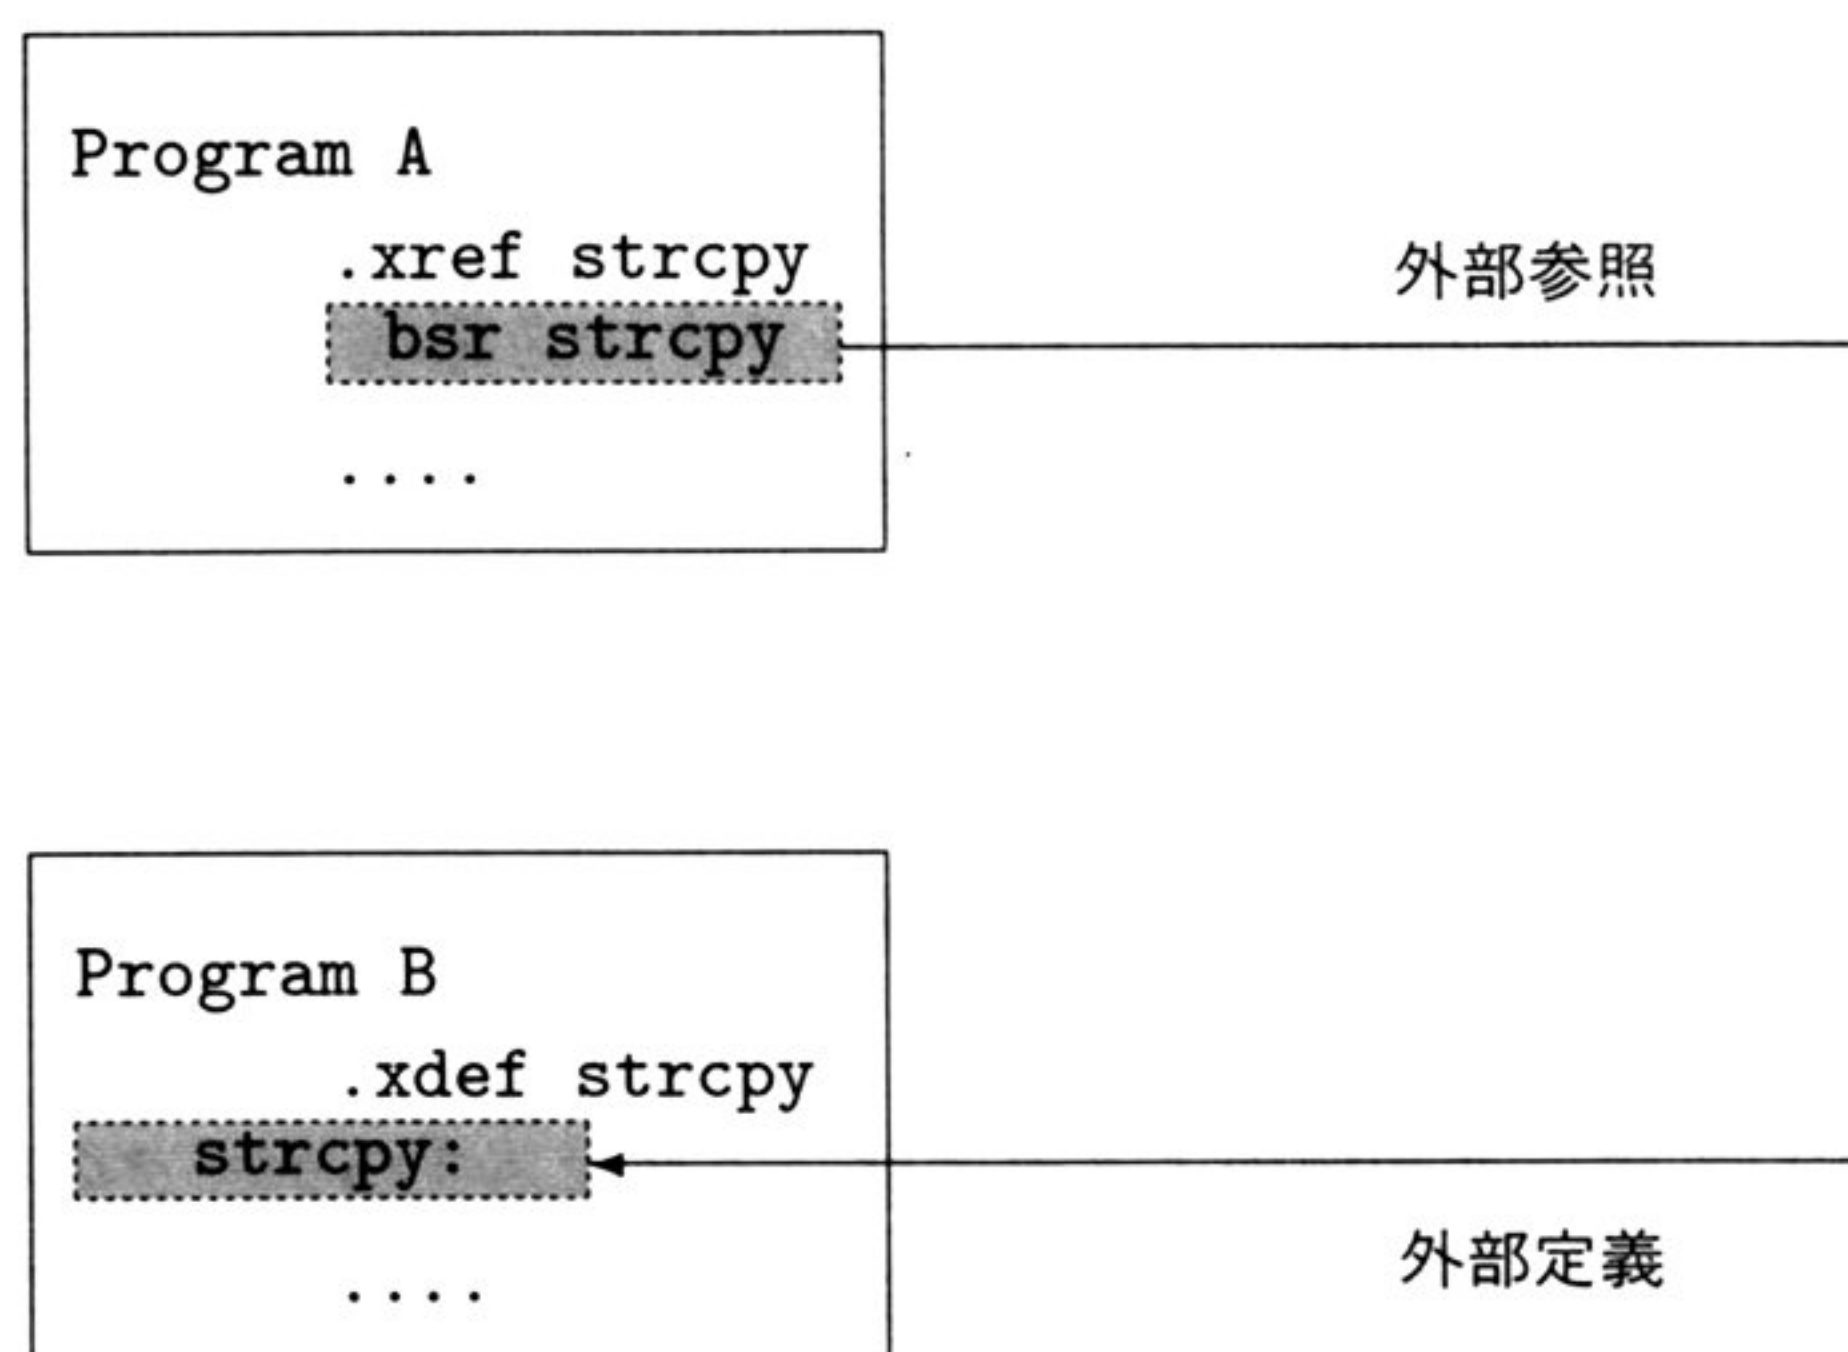 Program A
.xref strcpy
外部参照
bsr strcpy
....
Program B
.xdef strcpy
strcpy:
外部定義
....